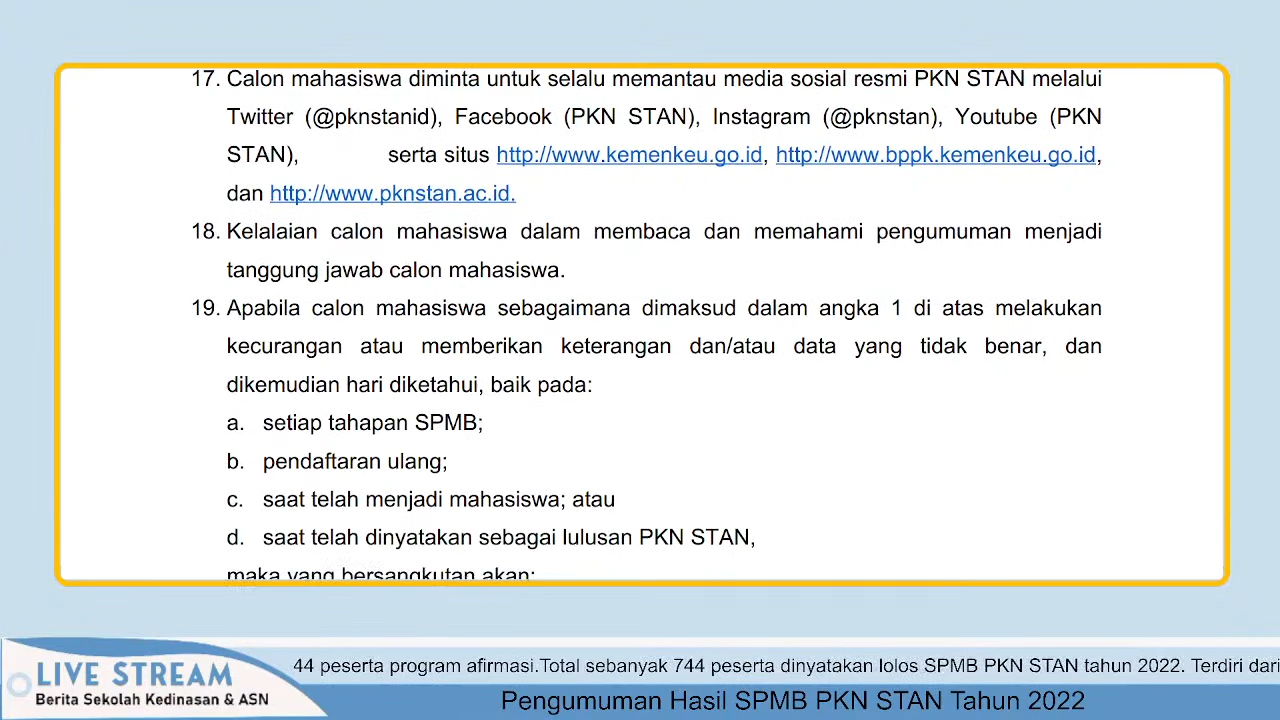 17. Calon mahasiswa diminta untuk selalu memantau media sosial resmi PKN STAN melalui
Twitter (@pknstanid), Facebook (PKN STAN), Instagram (@pknstan), Youtube (PKN
STAN), serta situs http://www.kemenkeu.go.id, http://www.bppk.kemenkeu.go.id,
dan http://www.pknstan.ac.id.
18. Kelalaian calon mahasiswa dalam membaca dan memahami pengumuman menjadi
tanggung jawab calon mahasiswa.
19. Apabila calon mahasiswa sebagaimana dimaksud dalam angka 1 di atas melakukan
kecurangan atau memberikan keterangan dan/atau data yang tidak benar, dan
dikemudian hari diketahui, baik pada:
a. setiap tahapan SPMB;
b. pendaftaran ulang;
c. saat telah menjadi mahasiswa; atau
d. saat telah dinyatakan sebagai lulusan PKN STAN,
maka yang bersangkutan akan:
LIVE STREAM
Berita Sekolah Kedinasan & ASN
44 peserta program afirmasi.Total sebanyak 744 peserta dinyatakan lolos SPMB PKN STAN tahun 2022. Terdiri dari
Pengumuman Hasil SPMB PKN STAN Tahun 2022